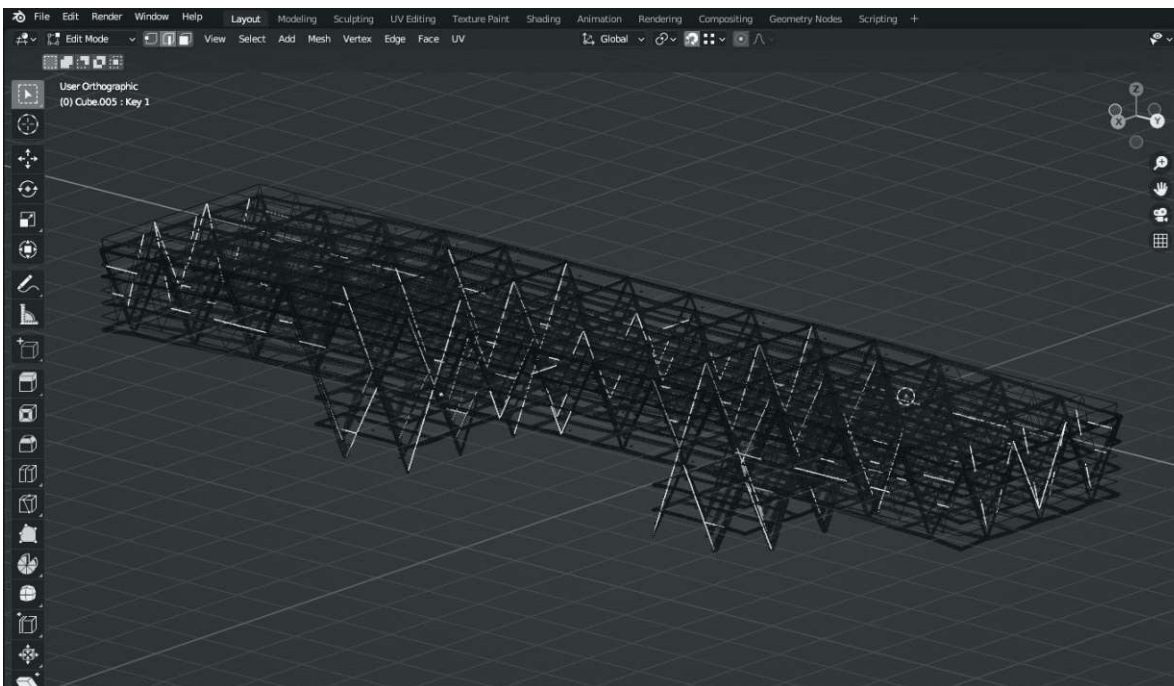 File Edit Render Window Help Layout Modeling Sculpting UV Editing Texture Paint Shading Animation Rendering Compositing Geometry Nodes Scripting +
Edit Mode View Select Add Mesh Vertex Edge Face UV Global
User Orthographic
(0) Cube.005 : Key 1
Z
X Y